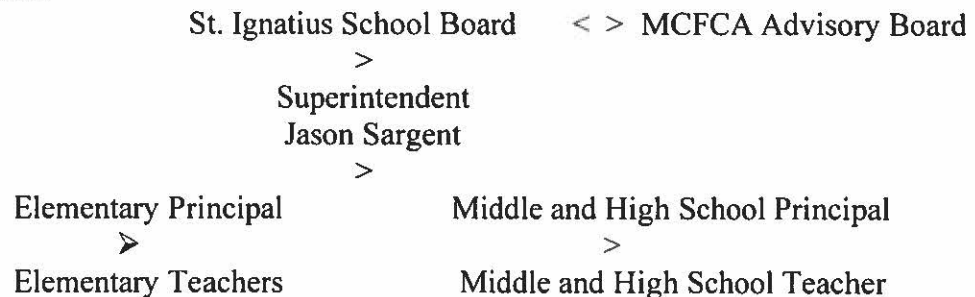 St. Ignatius School Board < > MCFCA Advisory Board
>
Superintendent
Jason Sargent
>
Elementary Principal Middle and High School Principal
➢ >
Elementary Teachers Middle and High School Teacher